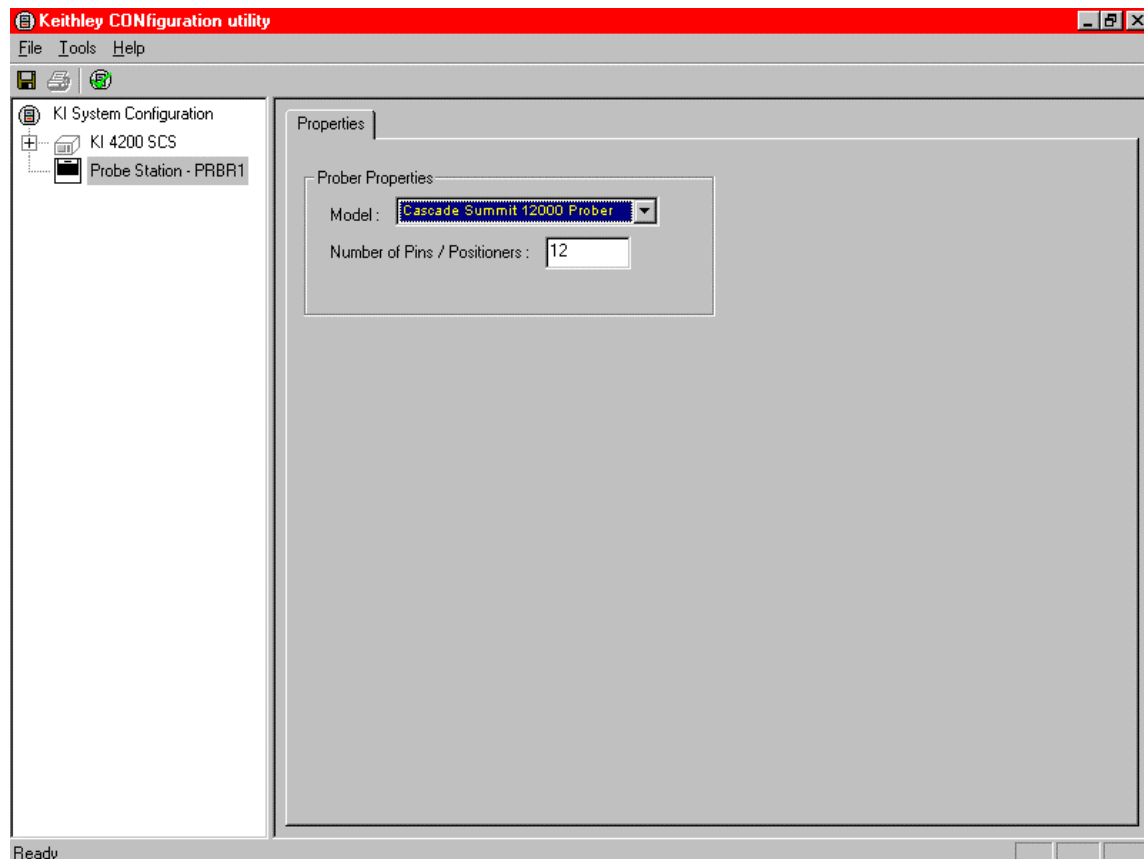 Keithley CONfiguration utility
File Tools Help
KI System Configuration
KI 4200 SCS
Probe Station - PRBR1
Properties
Prober Properties
Model :
Cascade Summit 12000 Prober
Number of Pins / Positioners :
12
Ready